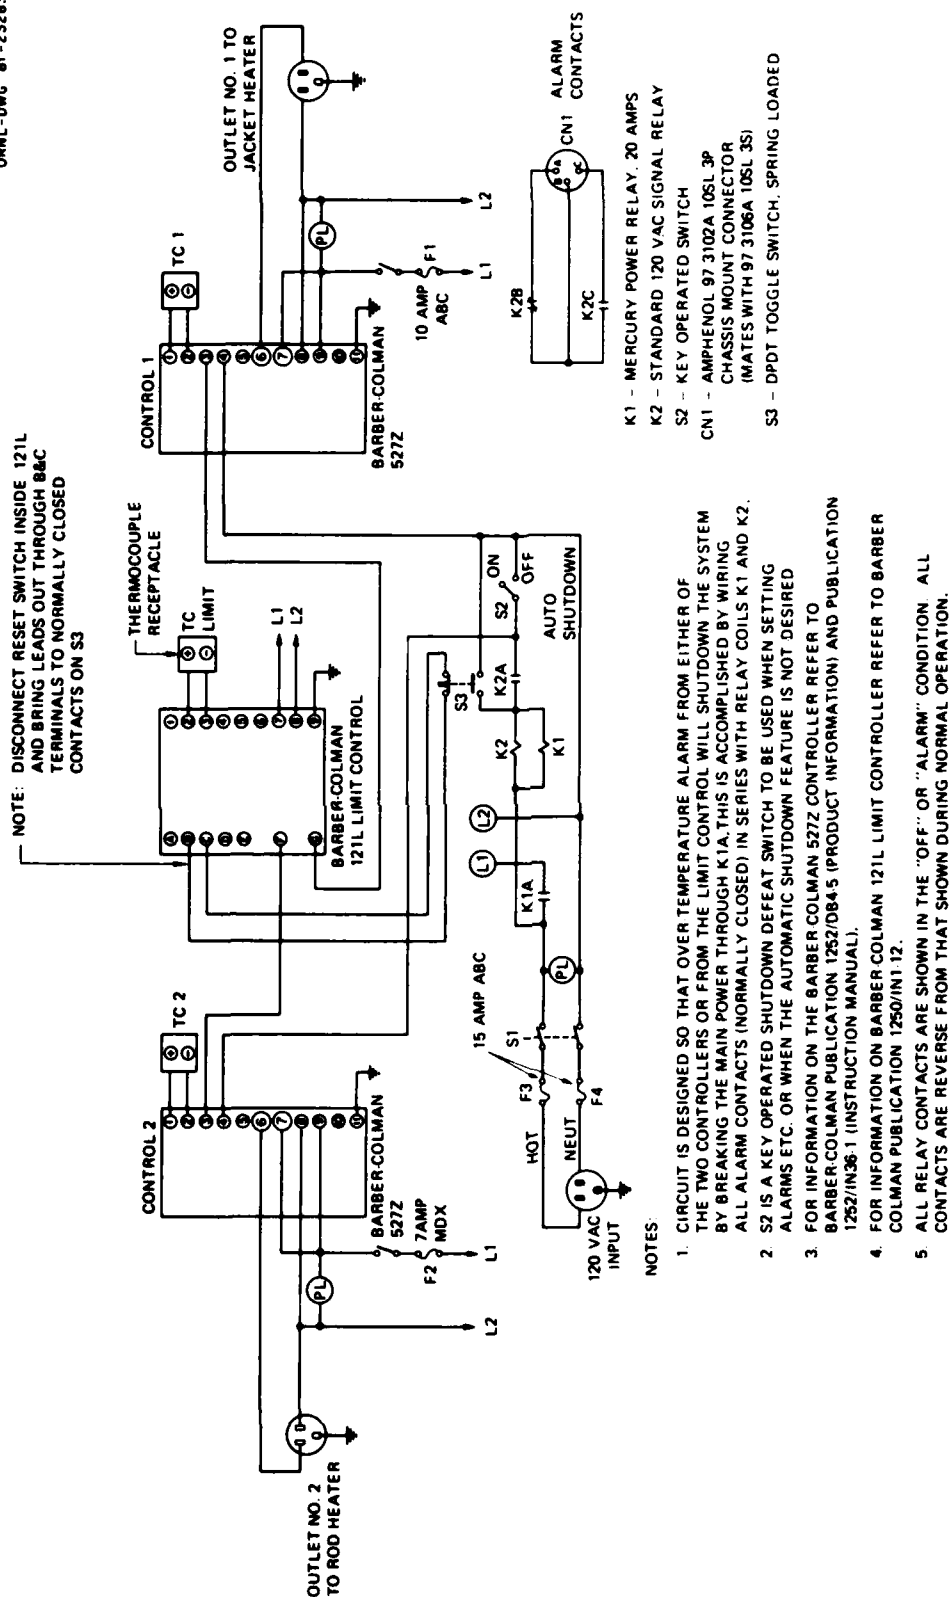 NOTE: DISCONNECT RESET SWITCH INSIDE 121L
AND BRING LEADS OUT THROUGH B&C
TERMINALS TO NORMALLY CLOSED
CONTACTS ON S3
CONTROL 2
TC 2
THERMOCOUPLE
RECEPTACLE
TC
LIMIT
CONTROL 1
TC 1
OUTLET NO. 1 TO
JACKET HEATER
OUTLET NO. 2
TO ROD HEATER
PL
L2
L1
F2
7AMP
MDX
BARBER-COLMAN
527Z
BARBER-COLMAN
121L LIMIT CONTROL
L1
L2
BARBER-COLMAN
527Z
10 AMP
ABC
F1
PL
L1
L2
120 VAC
INPUT
HOT
NEUT
F3
F4
15 AMP ABC
S1
PL
K1A
L1
L2
K2
K1
K2A
S3
S2
ON
OFF
AUTO
SHUTDOWN
K2B
K2C
CN1
A
B
C
ALARM
CONTACTS
K1 - MERCURY POWER RELAY, 20 AMPS
K2 - STANDARD 120 VAC SIGNAL RELAY
S2 - KEY OPERATED SWITCH
CN1 - AMPHENOL 97 3102A 10SL 3P
CHASSIS MOUNT CONNECTOR
(MATES WITH 97 3106A 10SL 3S)
S3 - DPDT TOGGLE SWITCH, SPRING LOADED
NOTES:
1. CIRCUIT IS DESIGNED SO THAT OVER TEMPERATURE ALARM FROM EITHER OF
THE TWO CONTROLLERS OR FROM THE LIMIT CONTROL WILL SHUTDOWN THE SYSTEM
BY BREAKING THE MAIN POWER THROUGH K1A. THIS IS ACCOMPLISHED BY WIRING
ALL ALARM CONTACTS (NORMALLY CLOSED) IN SERIES WITH RELAY COILS K1 AND K2.
2 S2 IS A KEY OPERATED SHUTDOWN DEFEAT SWITCH TO BE USED WHEN SETTING
ALARMS ETC. OR WHEN THE AUTOMATIC SHUTDOWN FEATURE IS NOT DESIRED
3. FOR INFORMATION ON THE BARBER-COLMAN 527Z CONTROLLER REFER TO
BARBER-COLMAN PUBLICATION 1252/DB4-5 (PRODUCT INFORMATION) AND PUBLICATION
1252/IN36-1 (INSTRUCTION MANUAL).
4. FOR INFORMATION ON BARBER-COLMAN 121L LIMIT CONTROLLER REFER TO BARBER
COLMAN PUBLICATION 1250/IN1-12.
5. ALL RELAY CONTACTS ARE SHOWN IN THE "OFF" OR "ALARM" CONDITION. ALL
CONTACTS ARE REVERSE FROM THAT SHOWN DURING NORMAL OPERATION.